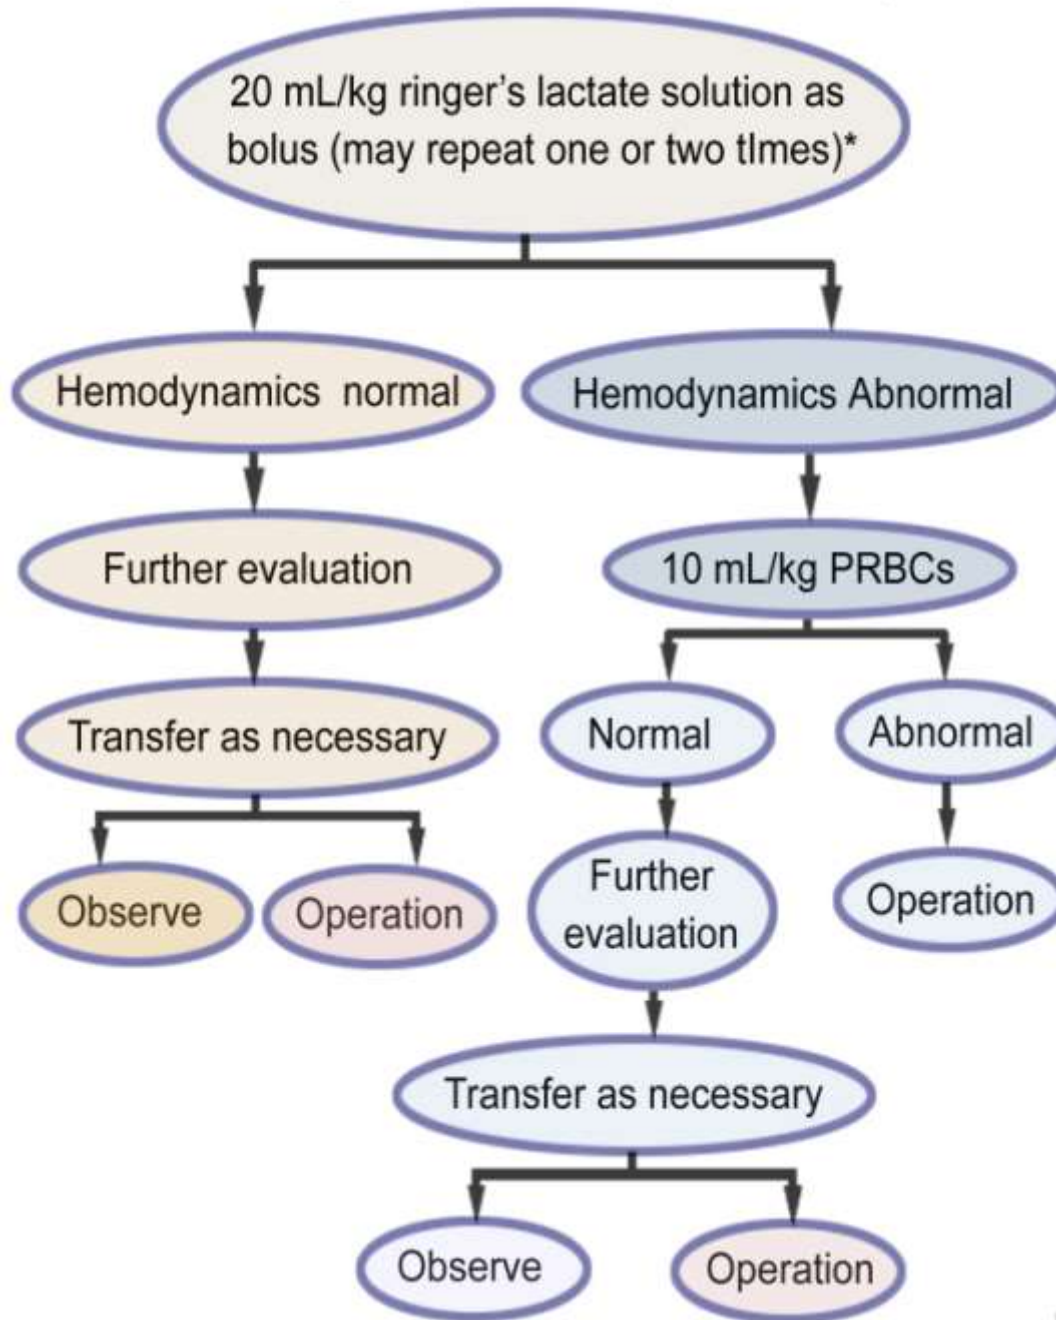 20 mL/kg ringer's lactate solution as
bolus (may repeat one or two tImes)*
Hemodynamics normal
Hemodynamics Abnormal
Further evaluation
10 mL/kg PRBCs
Transfer as necessary
Normal
Abnormal
Observe
Operation
Further
evaluation
Operation
Transfer as necessary
Observe
Operation